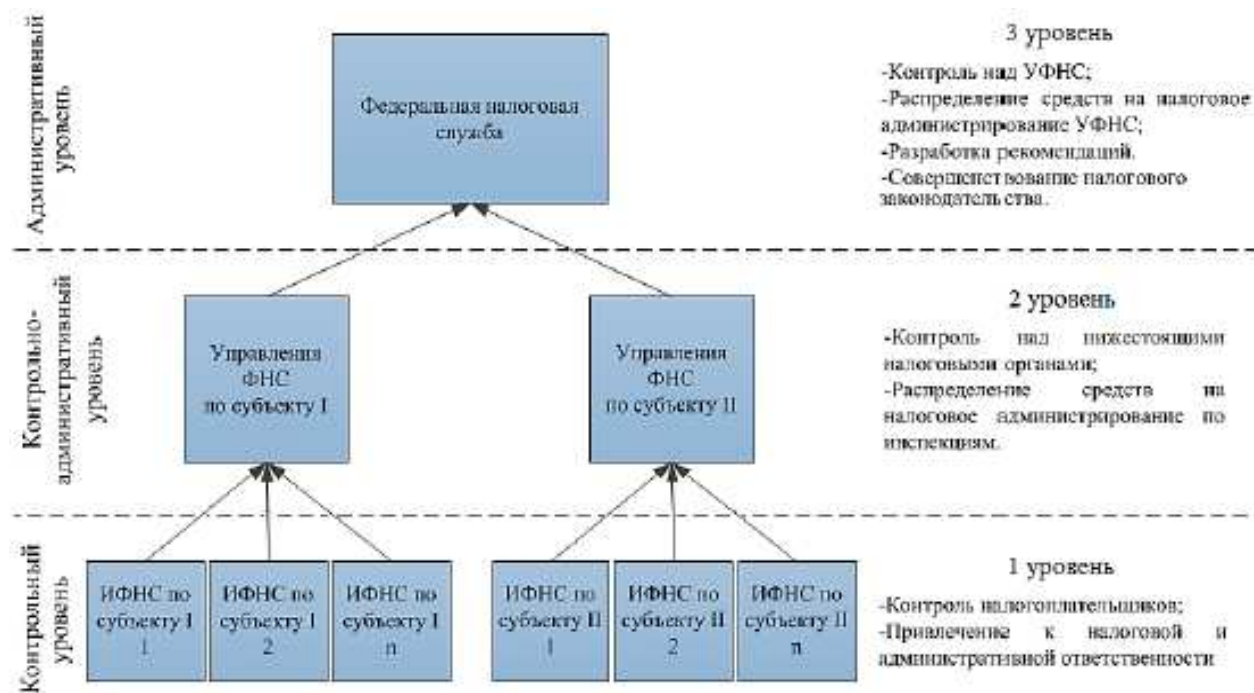 Административный
уровень
Федеральная налоговая
служба
3 уровень
-Контроль над УФНС;
-Распределение средств на налоговое
администрирование УФНС;
-Разработка рекомендаций.
-Совершенствование налогового
законодательства.
Контрольно-
административный
уровень
Управления
ФНС
по субъекту I
Управления
ФНС
по субъекту II
2 уровень
-Контроль над нижестоящими
налоговыми органами;
-Распределение средств на
налоговое администрирование по
инспекциям.
Контрольный
уровень
ИФНС по
субъекту I
1
ИФНС по
субъекту I
2
ИФНС по
субъекту I
n
ИФНС по
субъекту II
1
ИФНС по
субъекту II
2
ИФНС по
субъекту II
n
1 уровень
-Контроль налогоплательщиков;
-Привлечение к налоговой и
административной ответственности